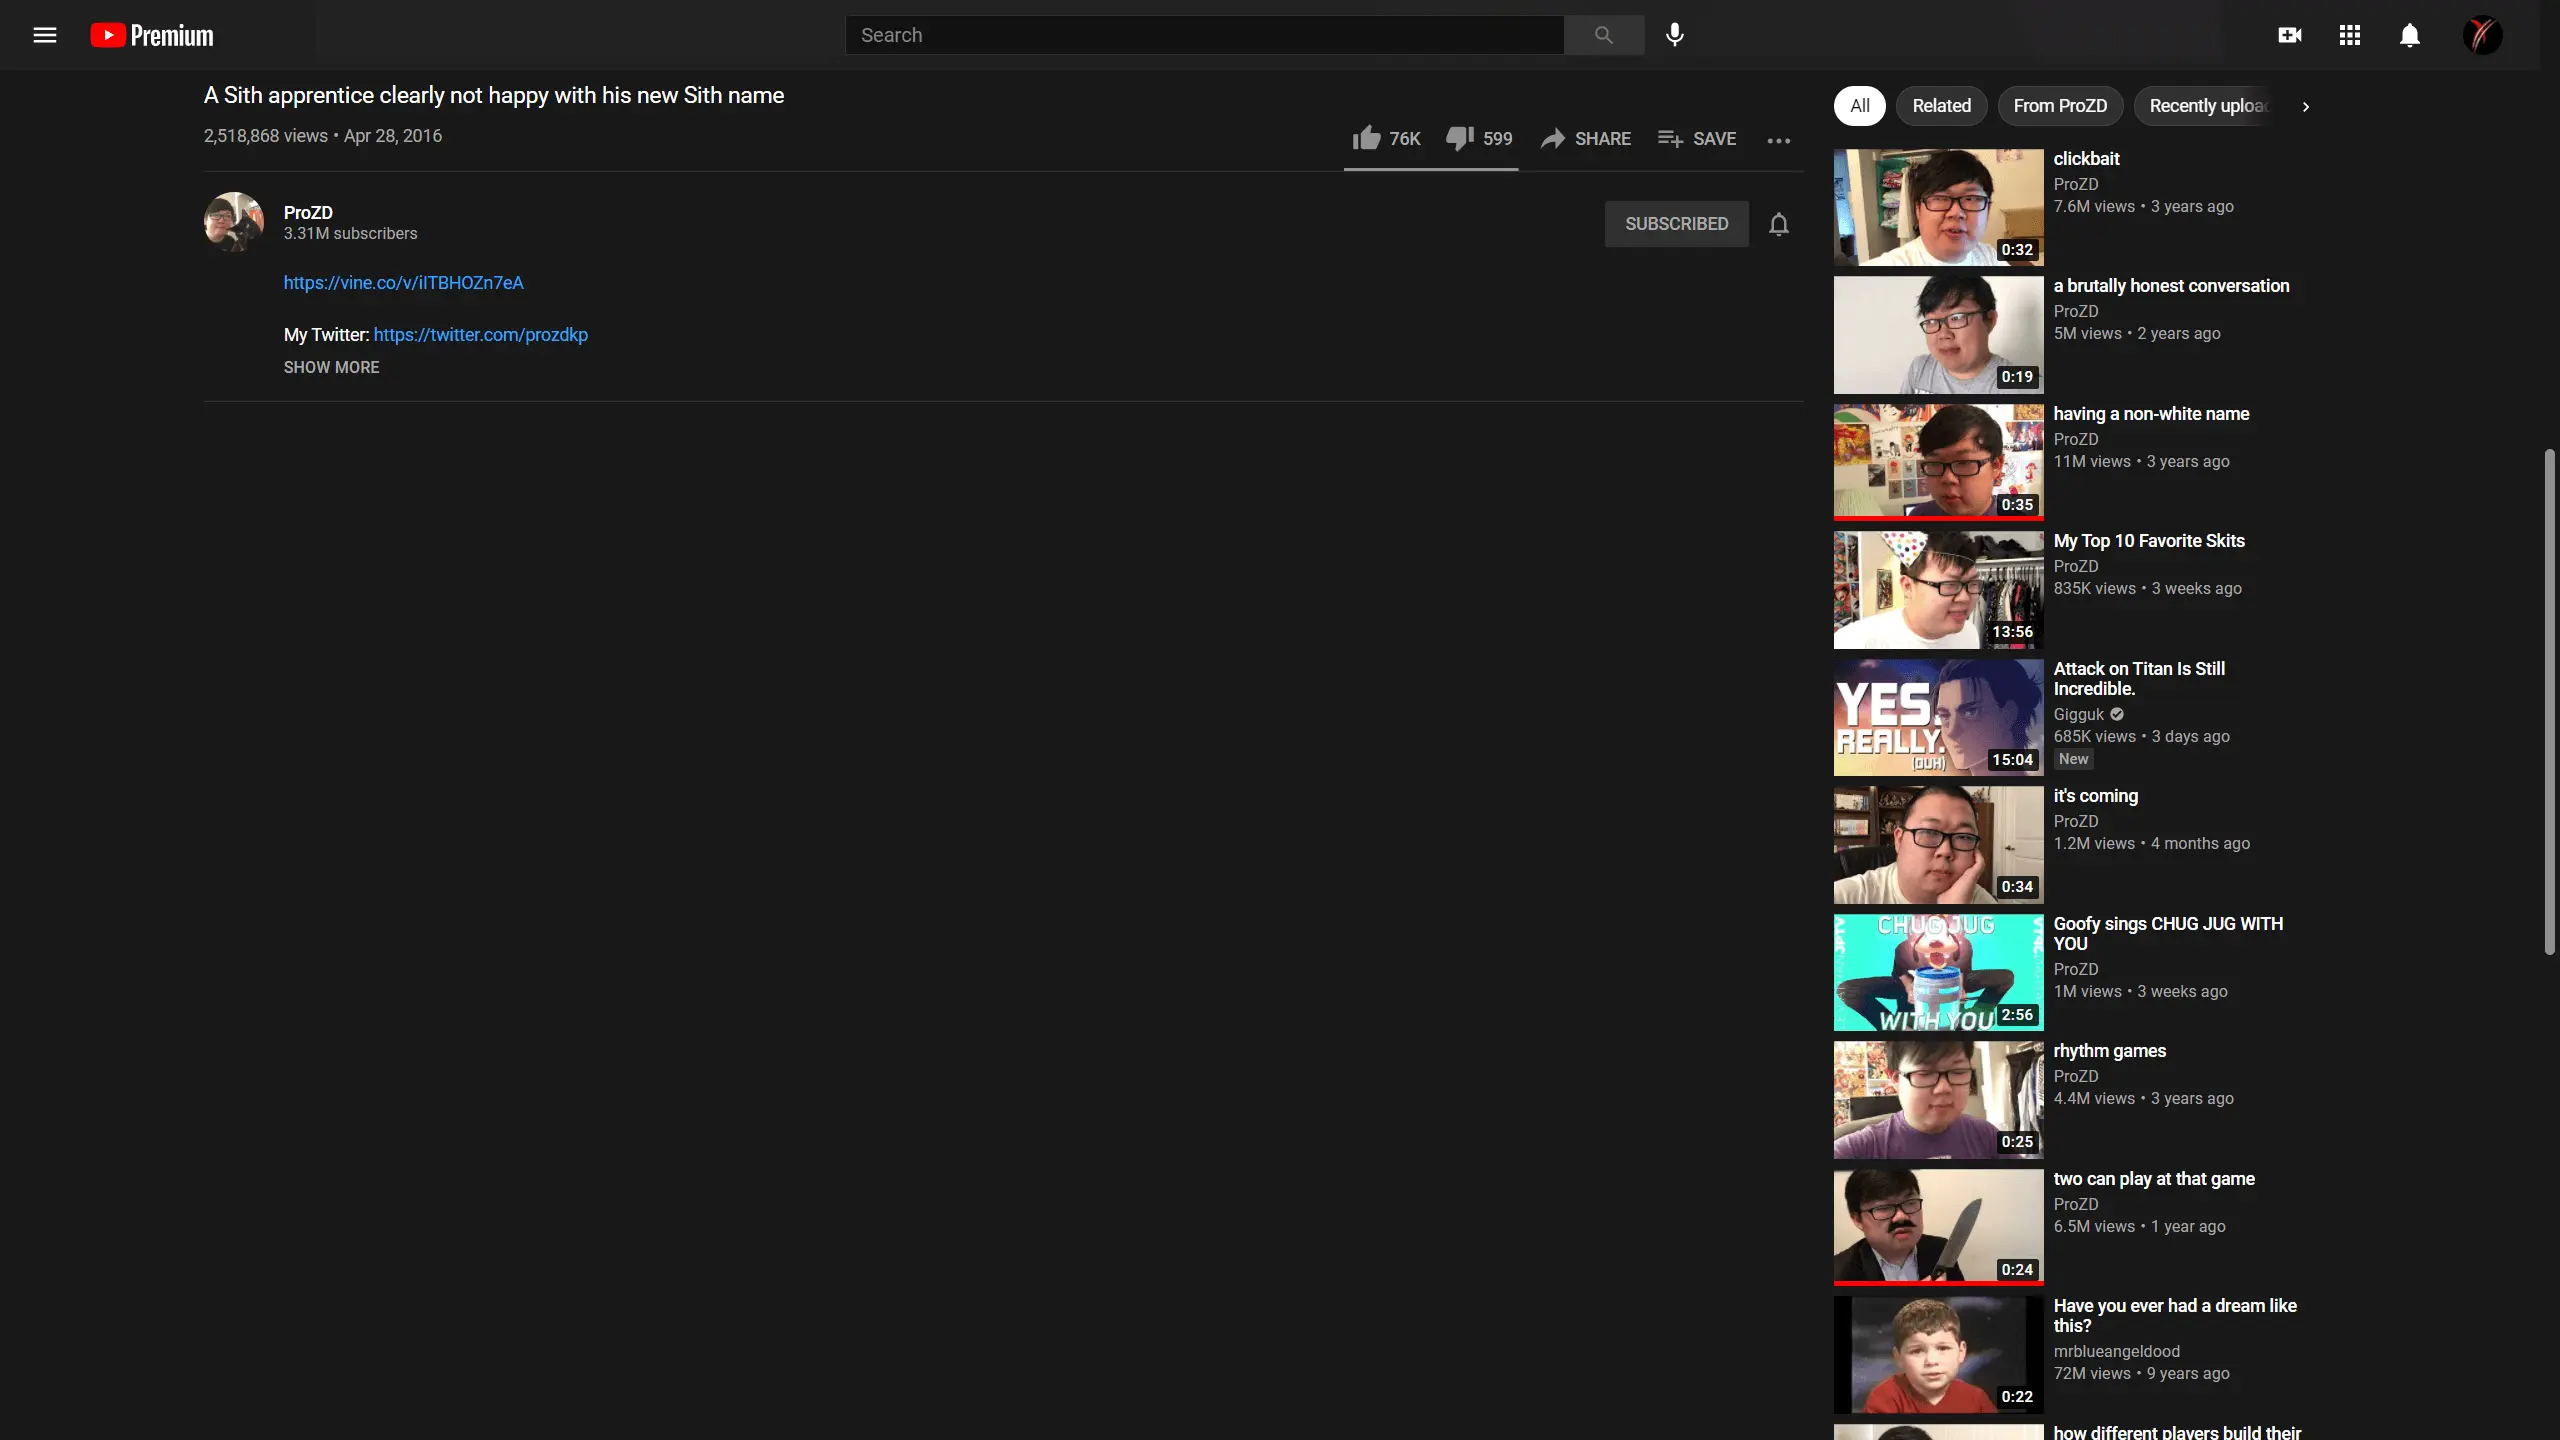 Premium
Search
A Sith apprentice clearly not happy with his new Sith name
2,518,868 views • Apr 28, 2016
76K
599
SHARE
SAVE
ProZD
3.31M subscribers
SUBSCRIBED
https://vine.co/v/iITBHOZn7eA
My Twitter: https://twitter.com/prozdkp
SHOW MORE
All
Related
From ProZD
Recently uploa
0:32
clickbait
ProZD
7.6M views • 3 years ago
0:19
a brutally honest conversation
ProZD
5M views • 2 years ago
0:35
having a non-white name
ProZD
11M views • 3 years ago
13:56
My Top 10 Favorite Skits
ProZD
835K views • 3 weeks ago
YES.
REALLY.
(DUH)
15:04
Attack on Titan Is Still
Incredible.
Gigguk
685K views • 3 days ago
New
0:34
it's coming
ProZD
1.2M views • 4 months ago
CHUG JUG
WITH YOU
2:56
Goofy sings CHUG JUG WITH
YOU
ProZD
1M views • 3 weeks ago
0:25
rhythm games
ProZD
4.4M views • 3 years ago
0:24
two can play at that game
ProZD
6.5M views • 1 year ago
0:22
Have you ever had a dream like
this?
mrblueangeldood
72M views • 9 years ago
how different players build their